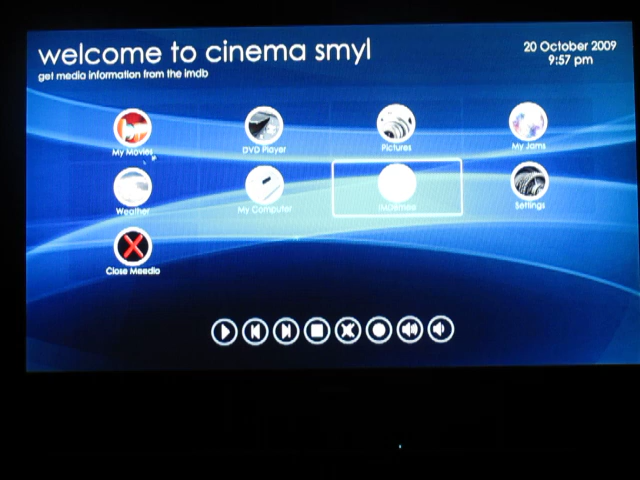 welcome to cinema smyl
20 October 2009
get media information from the imdb
9:57 pm
My Movies
DVD Player
Pictures
My Jams
Weather
My Computer
Settings
Close Meedio